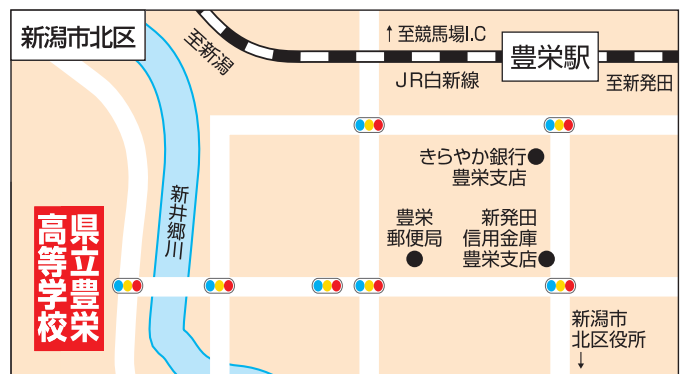 新潟市北区
至新潟
↑至競馬場I.C
豊栄駅
JR白新線
至新発田
きらやか銀行
豊栄支店
新井郷川
豊栄
郵便局
新発田
信用金庫
豊栄支店
県立豊栄
高等学校
新潟市
北区役所
↓